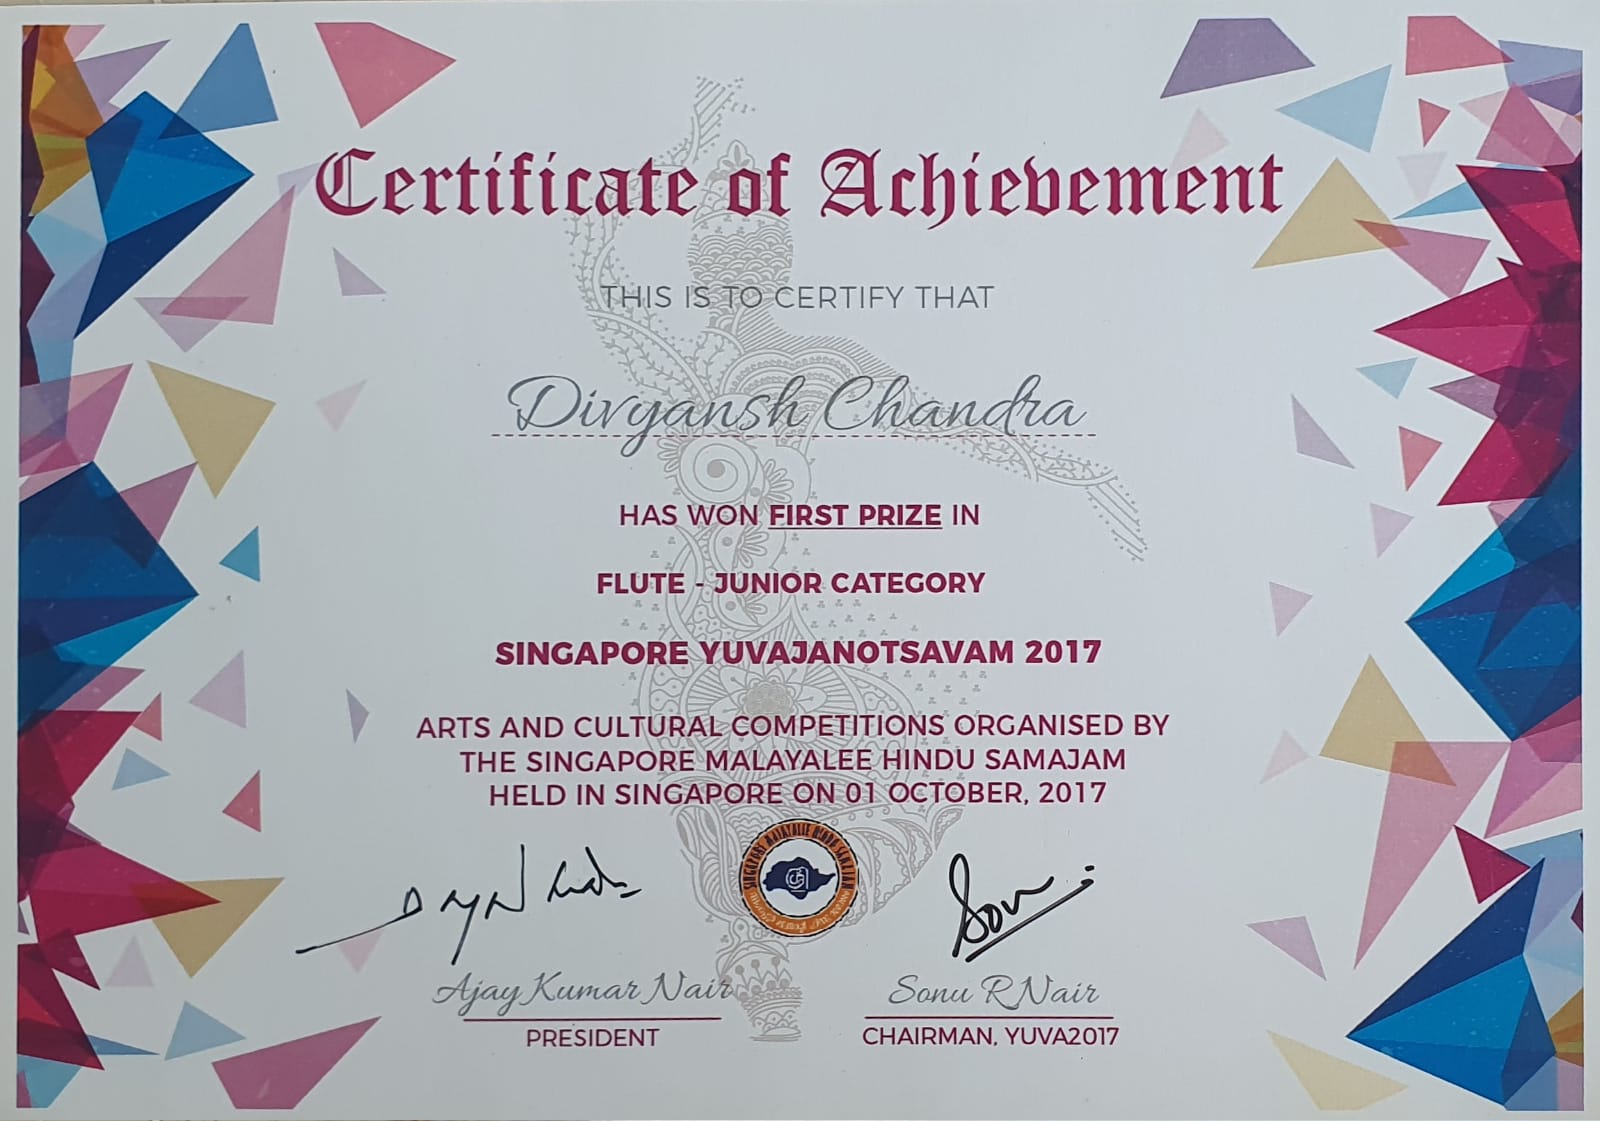 Certificate of Achievement
THIS IS TO CERTIFY THAT
Divyansh Chandra
HAS WON FIRST PRIZE IN
FLUTE - JUNIOR CATEGORY
SINGAPORE YUVAJANOTSAVAM 2017
ARTS AND CULTURAL COMPETITIONS ORGANISED BY
THE SINGAPORE MALAYALEE HINDU SAMAJAM
HELD IN SINGAPORE ON 01 OCTOBER, 2017
SINGAPORE MALAYALEE HINDU SAMAJAM
Ajay Kumar Nair
PRESIDENT
Sonu R Nair
CHAIRMAN, YUVA2017